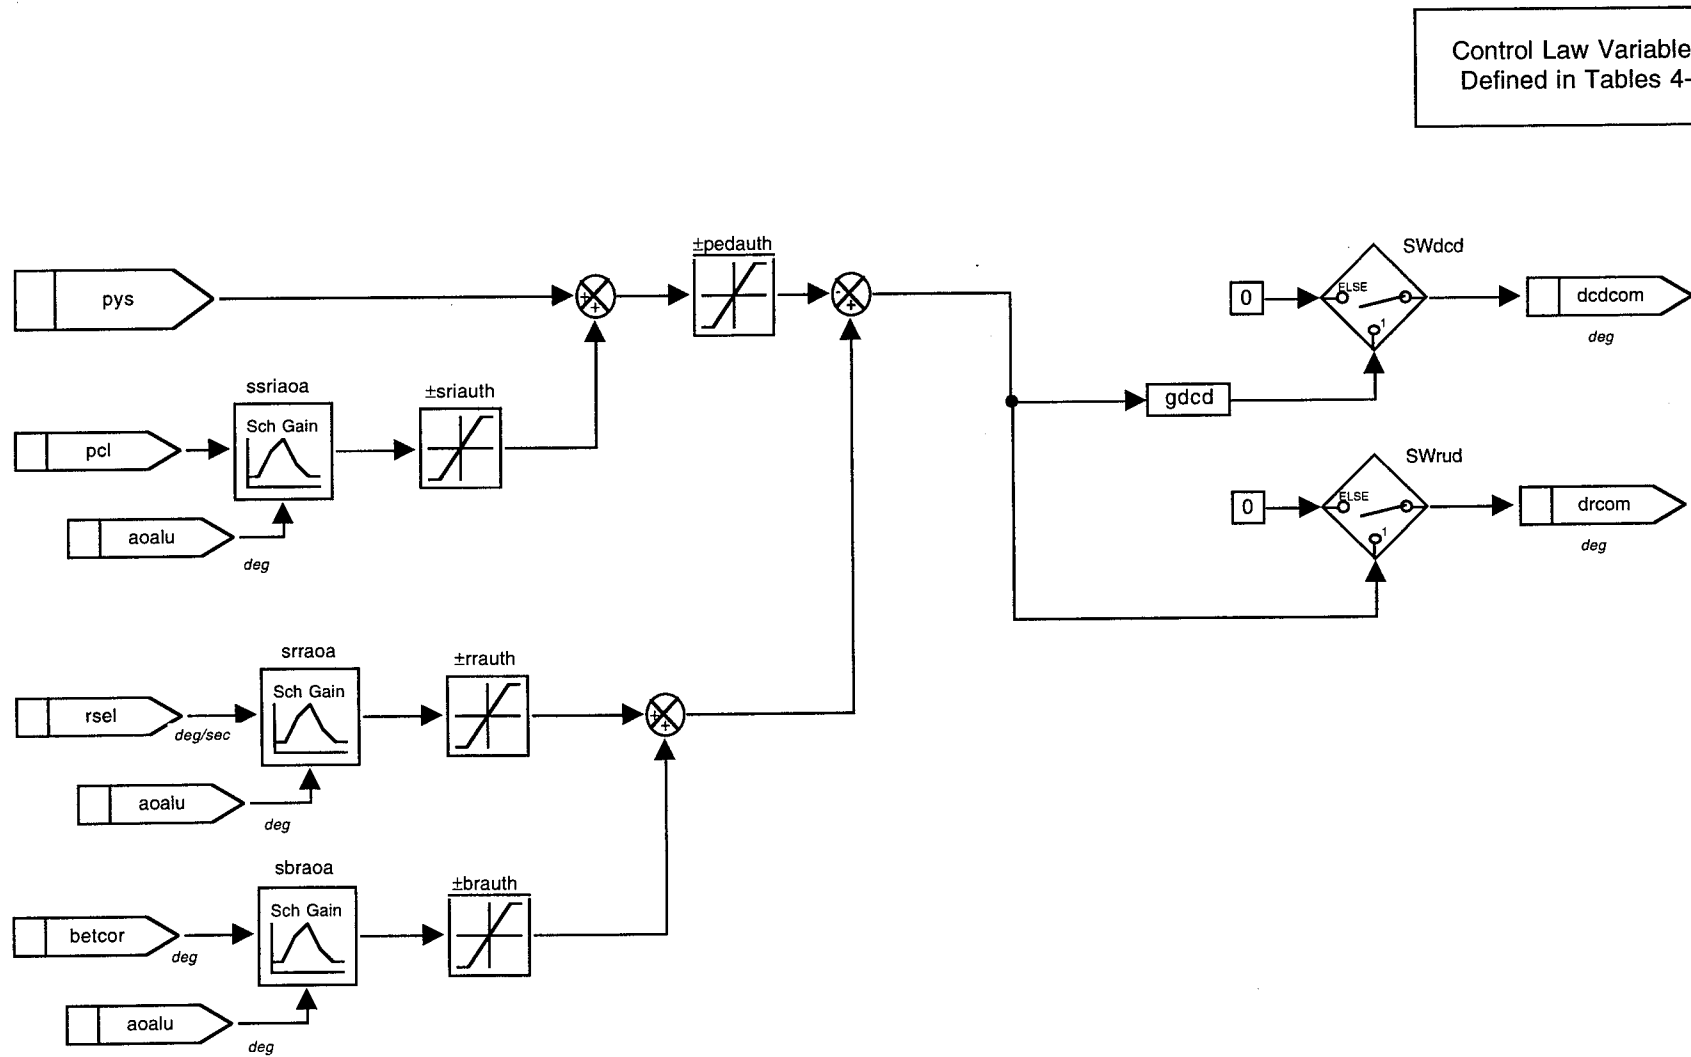 Control Law Variable
Defined in Tables 4-
±pedauth
SWdcd
pys
+
+
-
+
0
ELSE
1
dcdcom
deg
ssriaoa
±sriauth
Sch Gain
gdcd
pcl
SWrud
aoalu
deg
0
ELSE
1
drcom
deg
srraoa
±rrauth
Sch Gain
rsel
deg/sec
+
+
aoalu
deg
sbraoa
±brauth
Sch Gain
betcor
deg
aoalu
deg